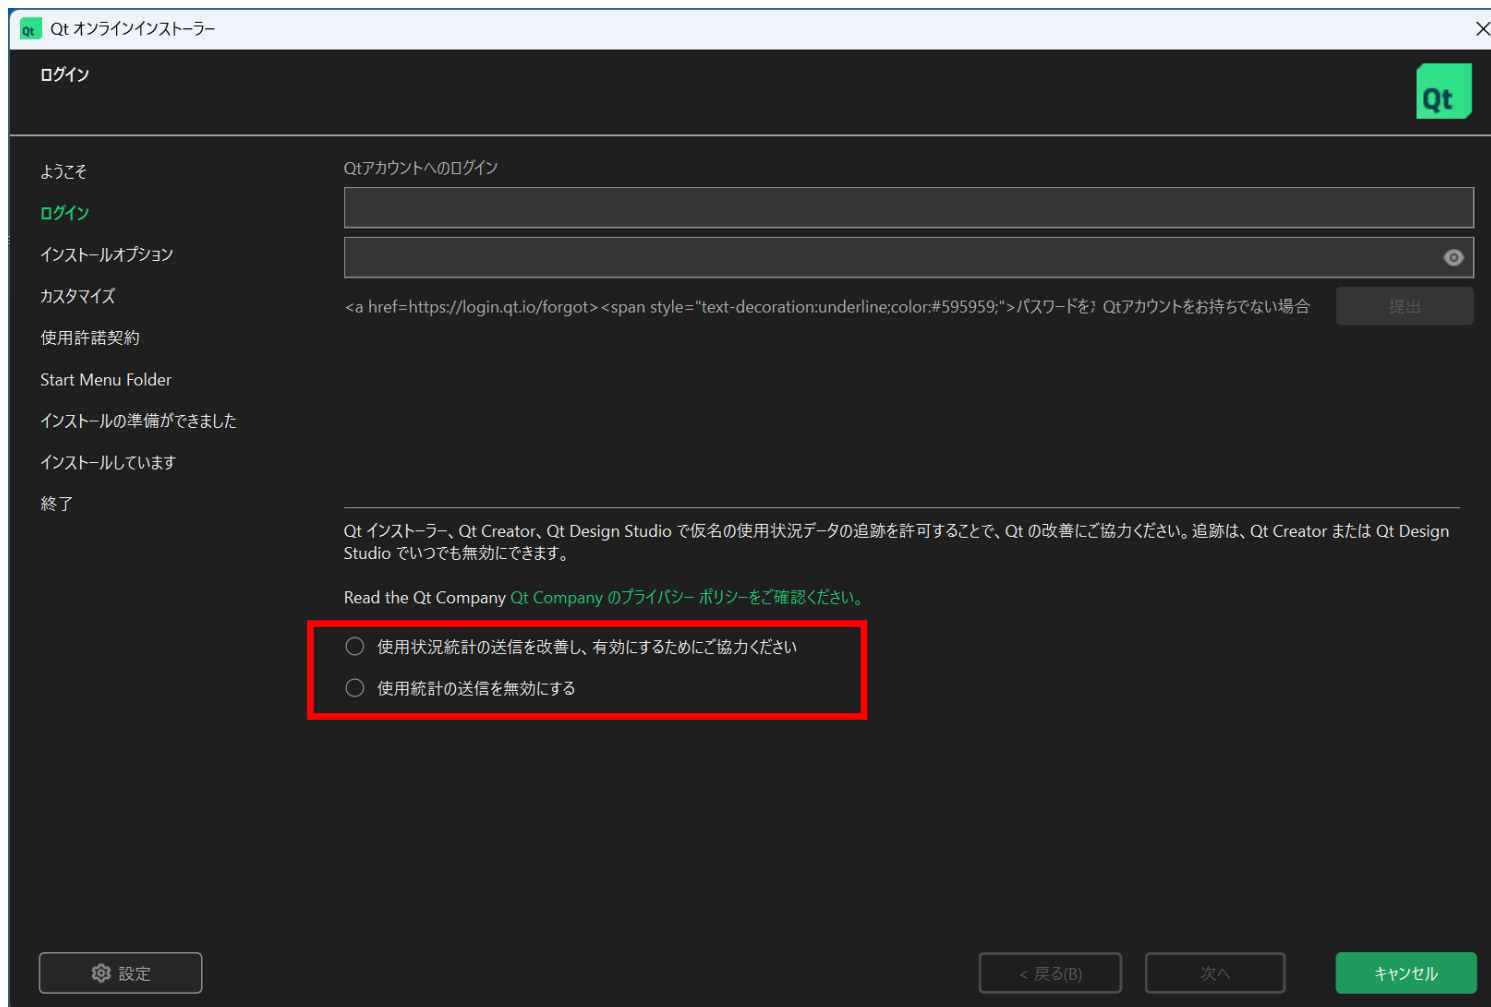 Qt オンラインインストーラー
ログイン
Qt
ようこそ
ログイン
インストールオプション
カスタマイズ
使用許諾契約
Start Menu Folder
インストールの準備ができました
インストールしています
終了
Qtアカウントへのログイン
<a href=https://login.qt.io/forgot><span style="text-decoration:underline;color:#595959;">パスワードを Qtアカウントをお持ちでない場合 提出
Qt インストーラー、Qt Creator、Qt Design Studio で仮名の使用状況データの追跡を許可することで、Qt の改善にご協力ください。追跡は、Qt Creator または Qt Design
Studio でいつでも無効にできます。
Read the Qt Company Qt Company のプライバシー ポリシーをご確認ください。
使用状況統計の送信を改善し、有効にするためにご協力ください
使用統計の送信を無効にする
設定
< 戻る(B)
次へ
キャンセル